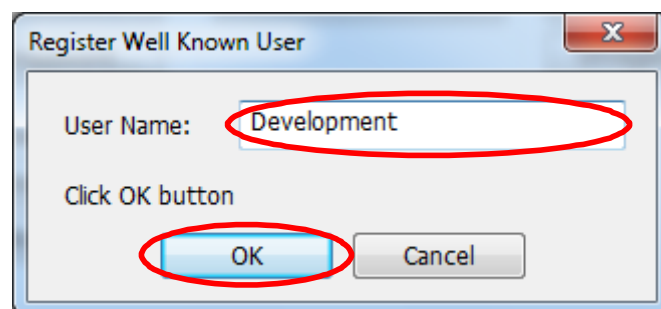 Register Well Known User
User Name: Development
Click OK button
OK Cancel